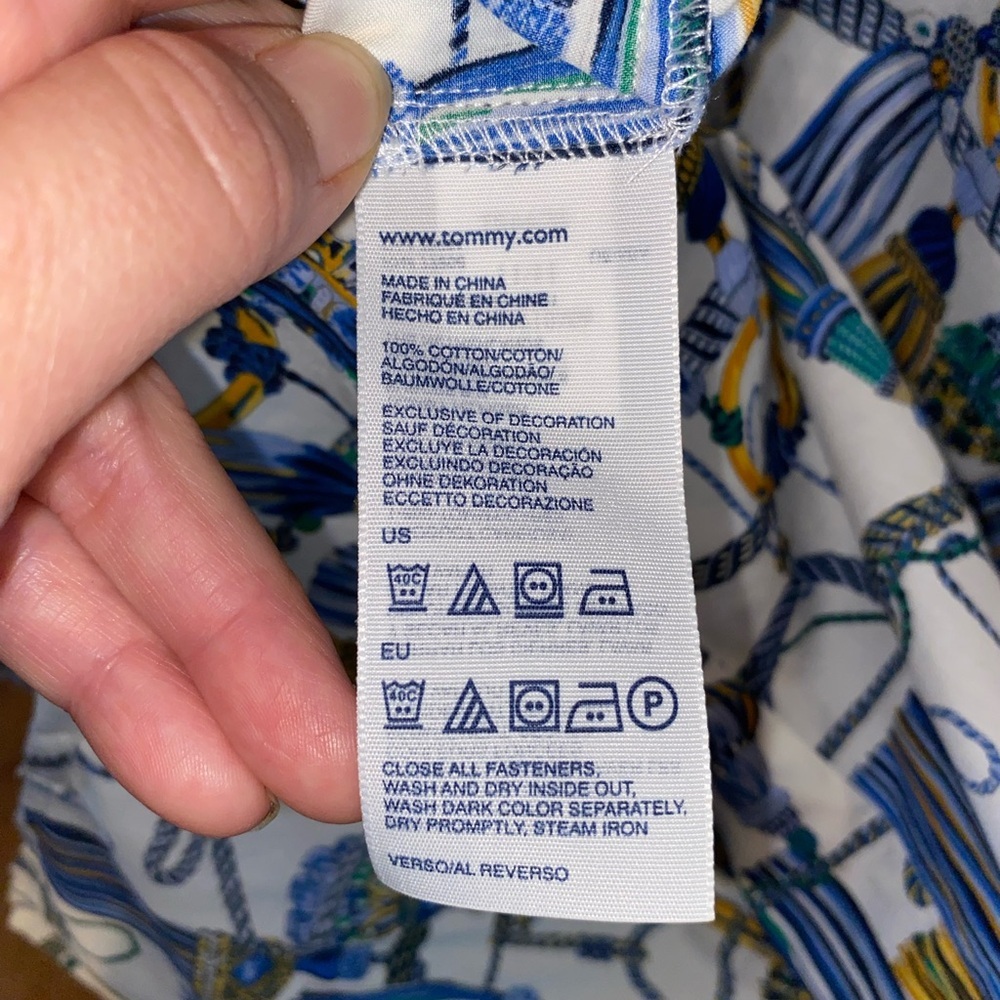 www.tommy.com
MADE IN CHINA
FABRIQUÉ EN CHINE
HECHO EN CHINA
100% COTTON/COTON/
ALGODÓN/ALGODÃO/
BAUMWOLLE/COTONE
EXCLUSIVE OF DECORATION
SAUF DÉCORATION
EXCLUYE LA DECORACIÓN
EXCLUINDO DECORAÇÃO
OHNE DEKORATION
ECCETTO DECORAZIONE
US
40C
EU
40C P
CLOSE ALL FASTENERS,
WASH AND DRY INSIDE OUT,
WASH DARK COLOR SEPARATELY,
DRY PROMPTLY, STEAM IRON
VERSO/AL REVERSO